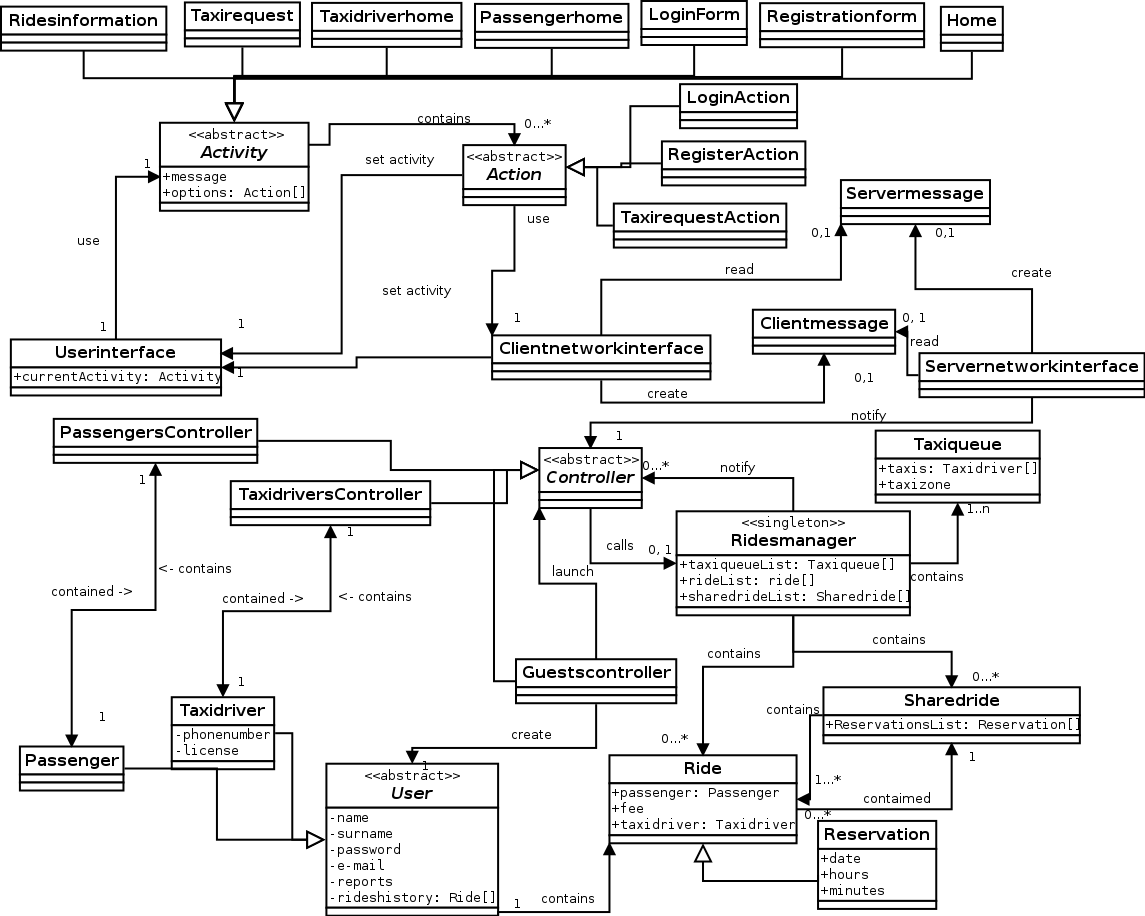 Ridesinformation
Taxirequest
Taxidriverhome
Passengerhome
LoginForm
Registrationform
Home
<<abstract>>
Activity
+message
+options: Action[]
contains
0...*
LoginAction
<<abstract>>
Action
RegisterAction
TaxirequestAction
set activity
1
use
use
Servermessage
0,1
0,1
read
create
set activity
1
1
1
Userinterface
+currentActivity: Activity
1
Clientnetworkinterface
Clientmessage
0, 1
read
Servernetworkinterface
create
0,1
notify
PassengersController
1
<<abstract>>
Controller
0...*
notify
Taxiqueue
+taxis: Taxidriver[]
+taxizone
1
TaxidriversController
1
1..n
<<singleton>>
Ridesmanager
+taxiqueueList: Taxiqueue[]
+rideList: ride[]
+sharedrideList: Sharedride[]
calls
0, 1
contains
launch
<- contains
contained ->
<- contains
contained ->
contains
contains
0...*
Guestscontroller
1
Taxidriver
-phonenumber
-license
1
Passenger
Sharedride
+ReservationsList: Reservation[]
contains
create
0...*
1
1
<<abstract>>
User
-name
-surname
-password
-e-mail
-reports
-rideshistory: Ride[]
Ride
+passenger: Passenger
+fee
+taxidriver: Taxidriver
1...*
contaimed
0...*
Reservation
+date
+hours
+minutes
1
contains